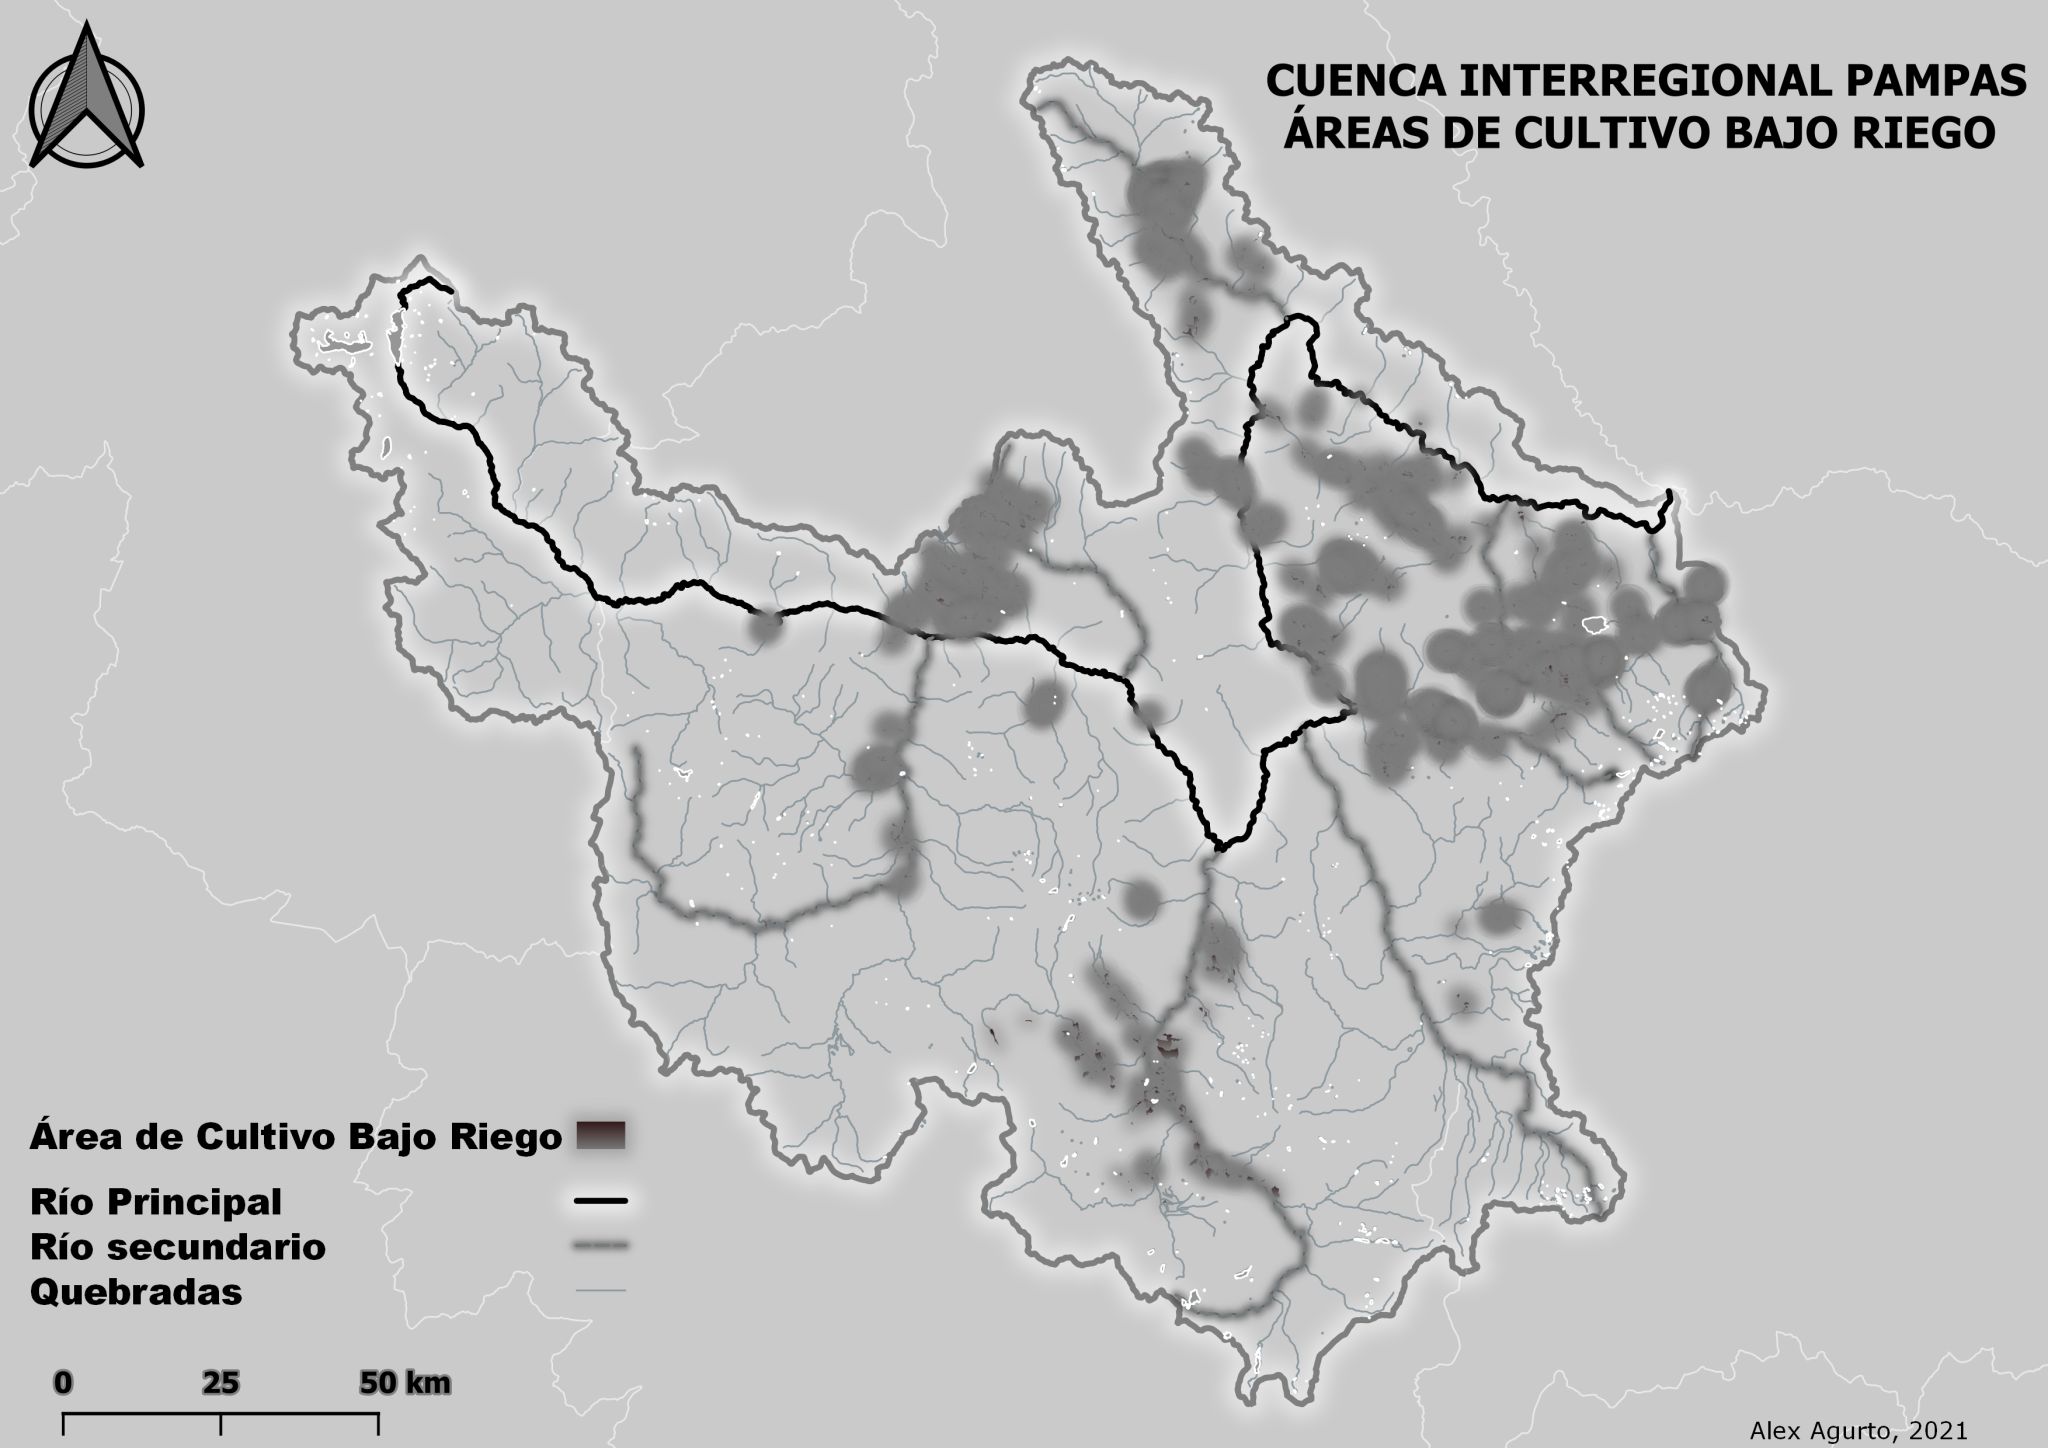 CUENCA INTERREGIONAL PAMPAS
ÁREAS DE CULTIVO BAJO RIEGO
Área de Cultivo Bajo Riego
Río Principal
Río secundario
Quebradas
0 25 50 km
Alex Agurto, 2021